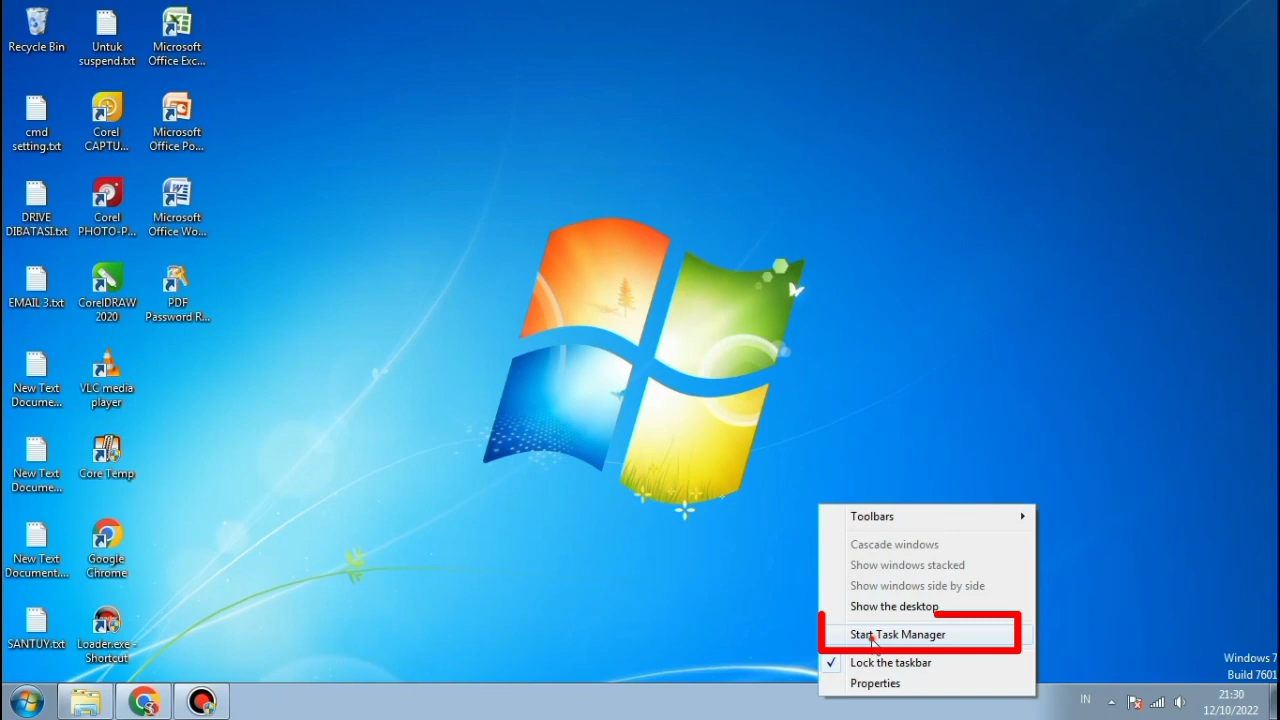 Recycle Bin
Untuk
suspend.txt
Microsoft
Office Exc...
cmd
setting.txt
Corel
CAPTU...
Microsoft
Office Po...
DRIVE
DIBATASI.txt
Corel
PHOTO-P...
Microsoft
Office Wo...
EMAIL 3.txt
CorelDRAW
2020
PDF
Password R...
New Text
Docume...
VLC media
player
New Text
Docume...
Core Temp
New Text
Document....
Google
Chrome
SANTUY.txt
Loader.exe -
Shortcut
Toolbars
Cascade windows
Show windows stacked
Show windows side by side
Show the desktop
Start Task Manager
Lock the taskbar
Properties
Windows 7
Build 7601
IN
21:30
12/10/2022